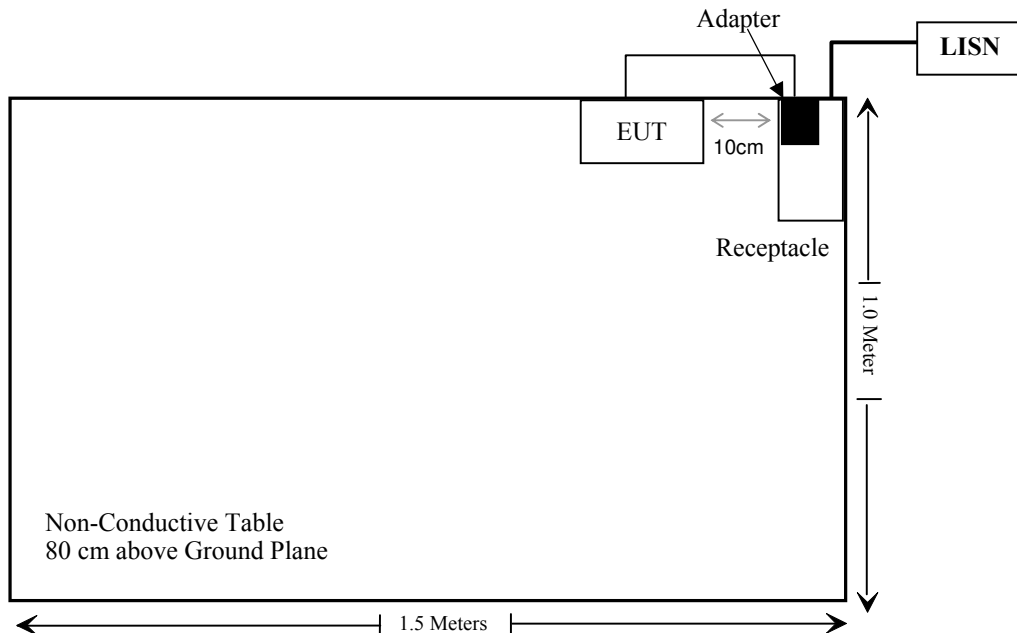 Adapter
LISN
EUT
10cm
Receptacle
1.0 Meter
Non-Conductive Table
80 cm above Ground Plane
1.5 Meters